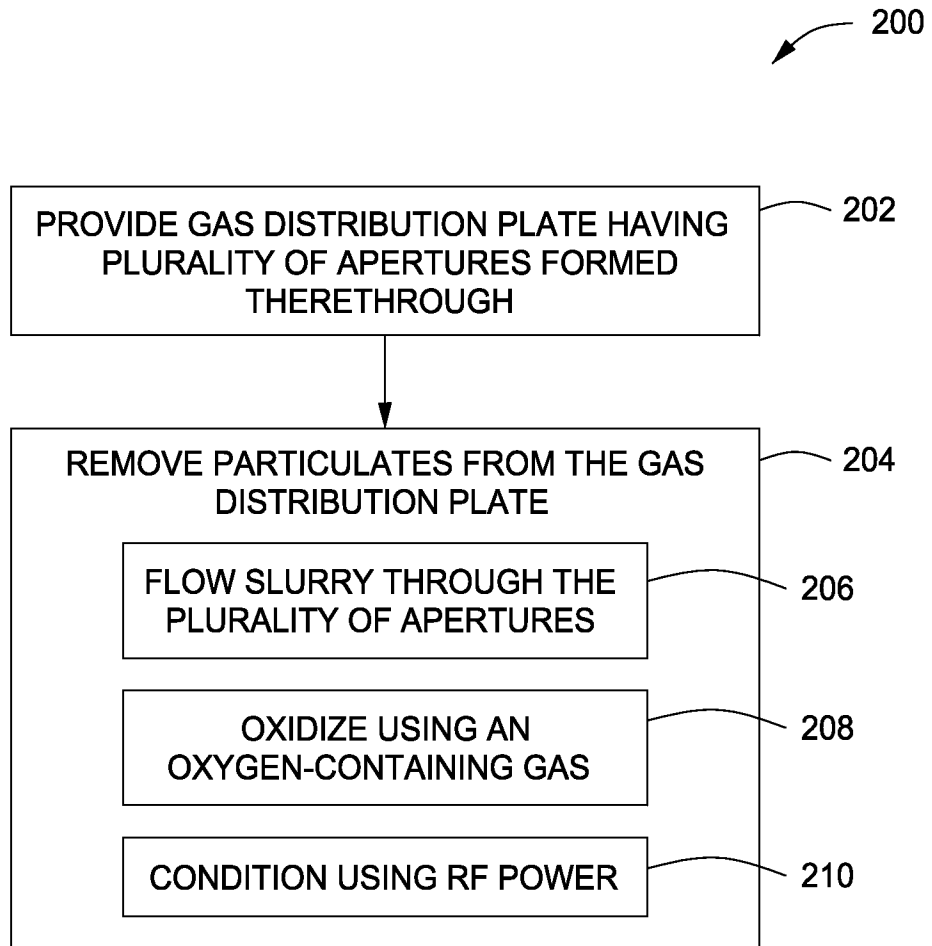 200
PROVIDE GAS DISTRIBUTION PLATE HAVING
PLURALITY OF APERTURES FORMED
THERETHROUGH
202
REMOVE PARTICULATES FROM THE GAS
DISTRIBUTION PLATE
204
FLOW SLURRY THROUGH THE
PLURALITY OF APERTURES
206
OXIDIZE USING AN
OXYGEN-CONTAINING GAS
208
CONDITION USING RF POWER
210